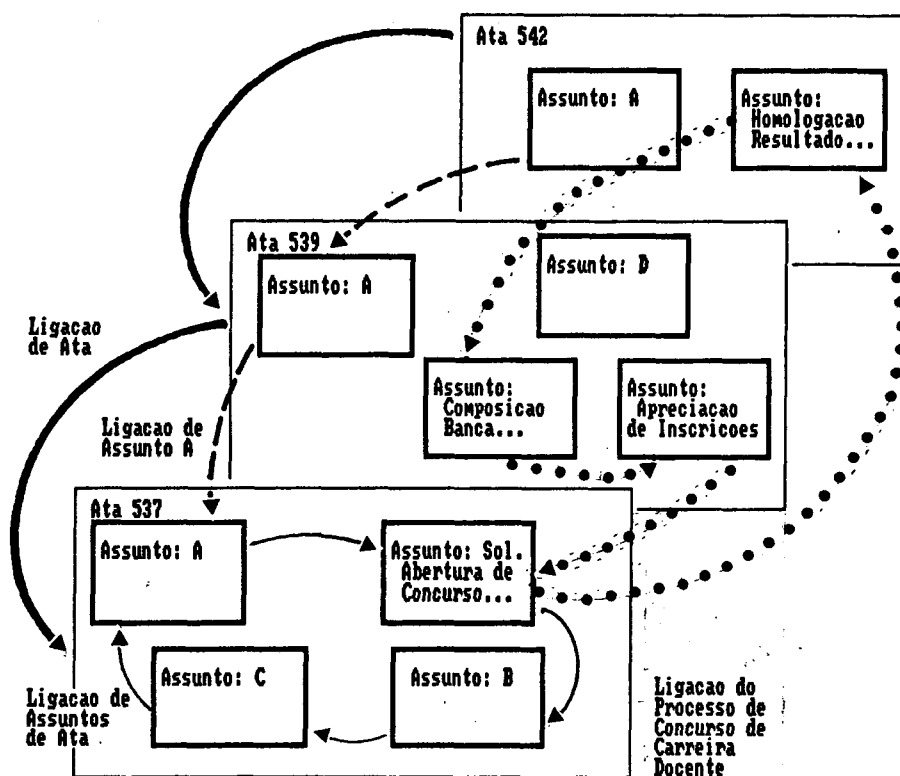 Ata 542
Assunto: A
Assunto:
Homologacao
Resultado...
Ata 539
Assunto: A
Assunto: D
Ligacao
de Ata
Assunto:
Composicao
Banca...
Assunto:
Apreciacao
de Inscricoes
Ligacao de
Assunto A
Ata 537
Assunto: A
Assunto: Sol.
Abertura de
Concurso...
Assunto: C
Assunto: B
Ligacao de
Assuntos
de Ata
Ligacao do
Processo de
Concurso de
Carreira
Docente